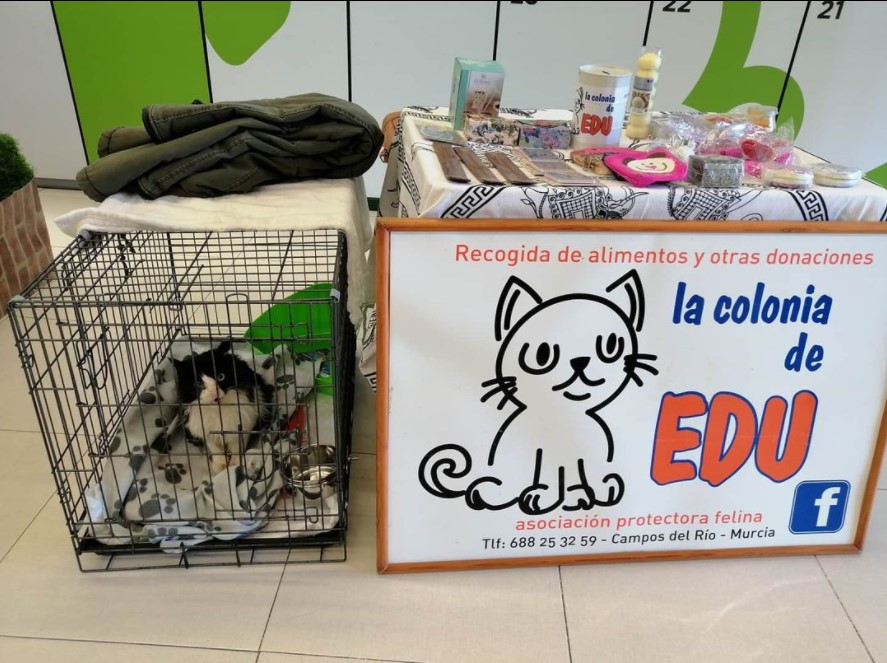 22
21
la colonia
de
EDU
Recogida de alimentos y otras donaciones
la colonia
de
EDU
f
asociación protectora felina
Tlf: 688 25 32 59 - Campos del Río - Murcia